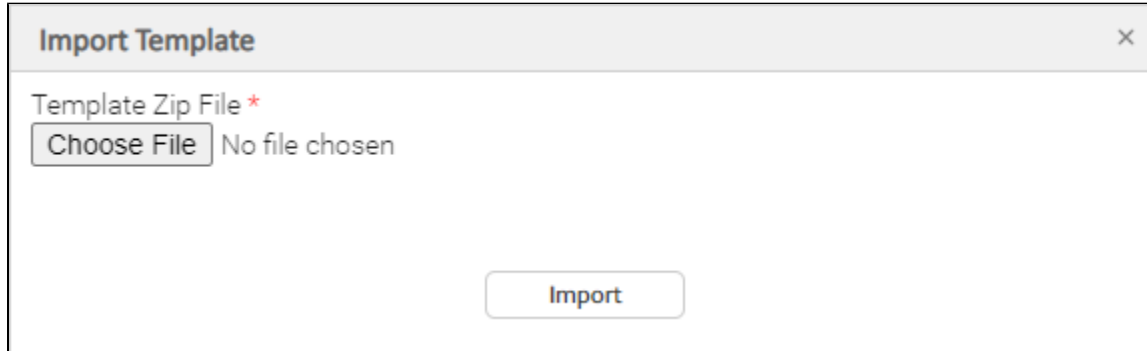 Import Template ×
Template Zip File *
Choose File No file chosen
Import